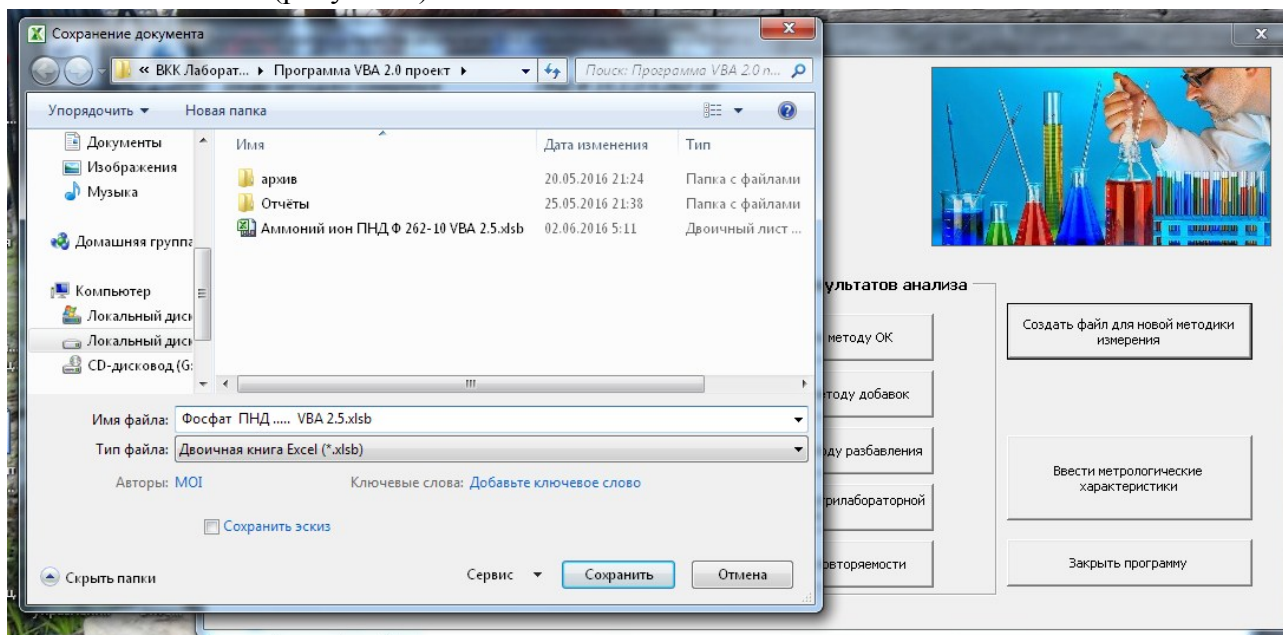 Сохранение документа
« ВКК Лаборат... ▸ Программа VBA 2.0 проект ▸
Поиск: Программа VBA 2.0 п...
Упорядочить ▾ Новая папка
Документы
Изображения
Музыка
Домашняя группа
Компьютер
Локальный диск
Локальный диск
CD-дисковод (G:
Имя Дата изменения Тип
архив 20.05.2016 21:24 Папка с файлами
Отчёты 25.05.2016 21:38 Папка с файлами
Аммоний ион ПНД Ф 262-10 VBA 2.5.xlsb 02.06.2016 5:11 Двоичный лист ...
Имя файла: Фосфат ПНД ..... VBA 2.5.xlsb
Тип файла: Двоичная книга Excel (*.xlsb)
Авторы: MOI Ключевые слова: Добавьте ключевое слово
Сохранить эскиз
Скрыть папки Сервис ▾ Сохранить Отмена
ультатов анализа
методу ОК
тоду добавок
ду разбавления
рилабораторной
овторяемости
Создать файл для новой методики
измерения
Ввести метрологические
характеристики
Закрыть программу